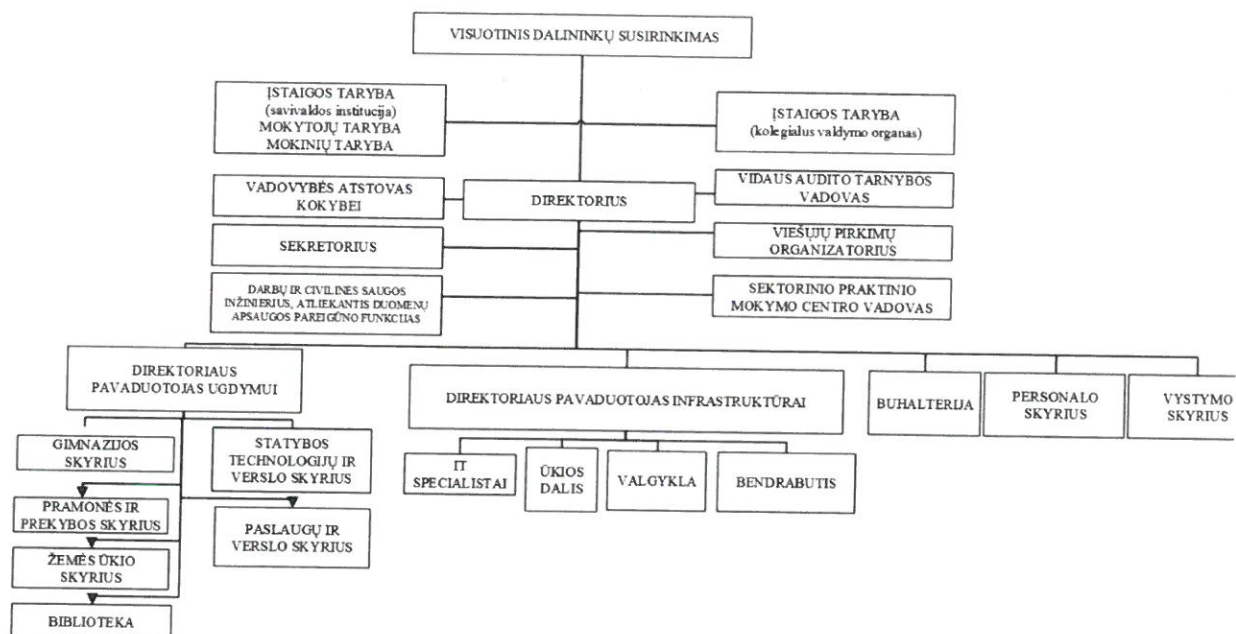 VISUOTINIS DALININKŲ SUSIRINKIMAS
ĮSTAIGOS TARYBA
(savivaldos institucija)
MOKYTOJŲ TARYBA
MOKINIŲ TARYBA
ĮSTAIGOS TARYBA
(kolegialus valdymo organas)
VADOVYBĖS ATSTOVAS
KOKYBEI
DIREKTORIUS
VIDAUS AUDITO TARNYBOS
VADOVAS
SEKRETORIUS
VIEŠŲJŲ PIRKIMŲ
ORGANIZATORIUS
DARBŲ IR CIVILINĖS SAUGOS
INŽINIERIUS, ATLIEKANTIS DUOMENŲ
APSAUGOS PAREIGŪNO FUNKCIJAS
SEKTORINIO PRAKTINIO
MOKYMO CENTRO VADOVAS
DIREKTORIAUS
PAVADUOTOJAS UGDYMUI
DIREKTORIAUS PAVADUOTOJAS INFRASTRUKTŪRAI
BUHALTERIJA
PERSONALO
SKYRIUS
VYSTYMO
SKYRIUS
GIMNAZIJOS
SKYRIUS
STATYBOS
TECHNOLOGIJŲ IR
VERSLO SKYRIUS
IT
SPECIALISTAI
ŪKIOS
DALIS
VALGYKLA
BENDRABUTIS
PRAMONĖS IR
PREKYBOS SKYRIUS
PASLAUGŲ IR
VERSLO SKYRIUS
ŽEMĖS ŪKIO
SKYRIUS
BIBLIOTEKA